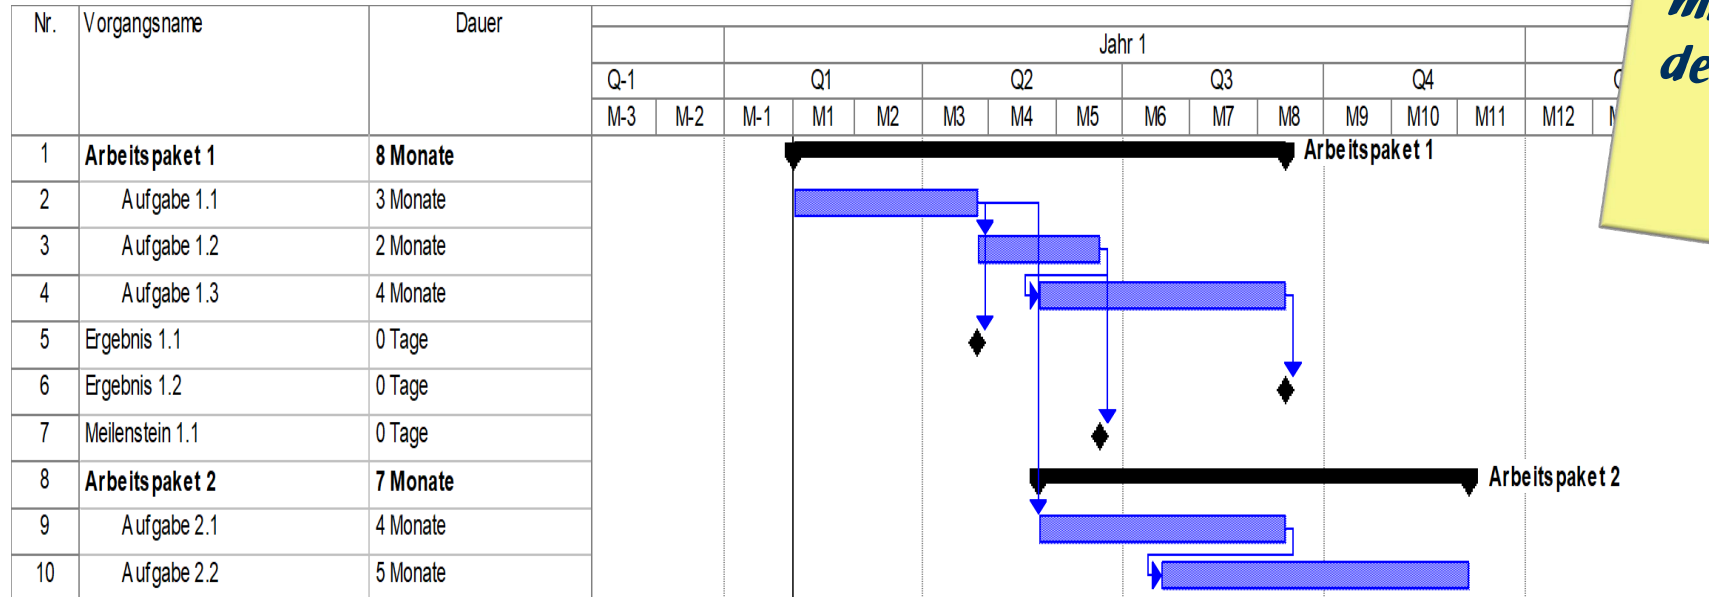 Nr. Vorgangsname Dauer
Jahr 1
Q-1 Q1 Q2 Q3 Q4
M-3 M-2 M-1 M1 M2 M3 M4 M5 M6 M7 M8 M9 M10 M11 M12
1 Arbeitspaket 1 8 Monate Arbeitspaket 1
2 Aufgabe 1.1 3 Monate
3 Aufgabe 1.2 2 Monate
4 Aufgabe 1.3 4 Monate
5 Ergebnis 1.1 0 Tage
6 Ergebnis 1.2 0 Tage
7 Meilenstein 1.1 0 Tage
8 Arbeitspaket 2 7 Monate Arbeitspaket 2
9 Aufgabe 2.1 4 Monate
10 Aufgabe 2.2 5 Monate